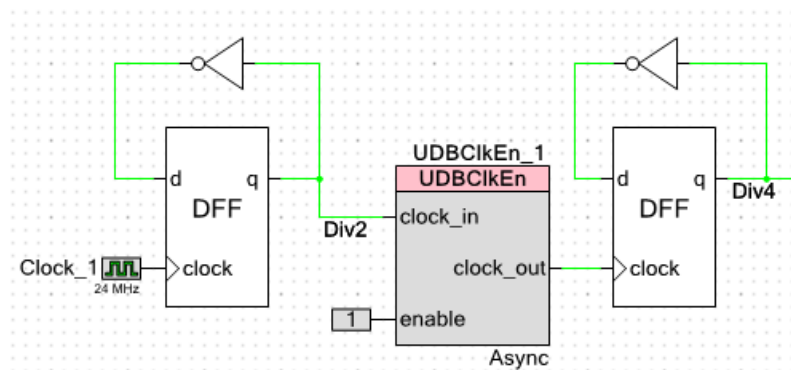 UDBClkEn_1
UDBClkEn
d
q
DFF
clock
Clock_1
24 MHz
Div2
clock_in
clock_out
1
enable
Async
d
q
DFF
clock
Div4